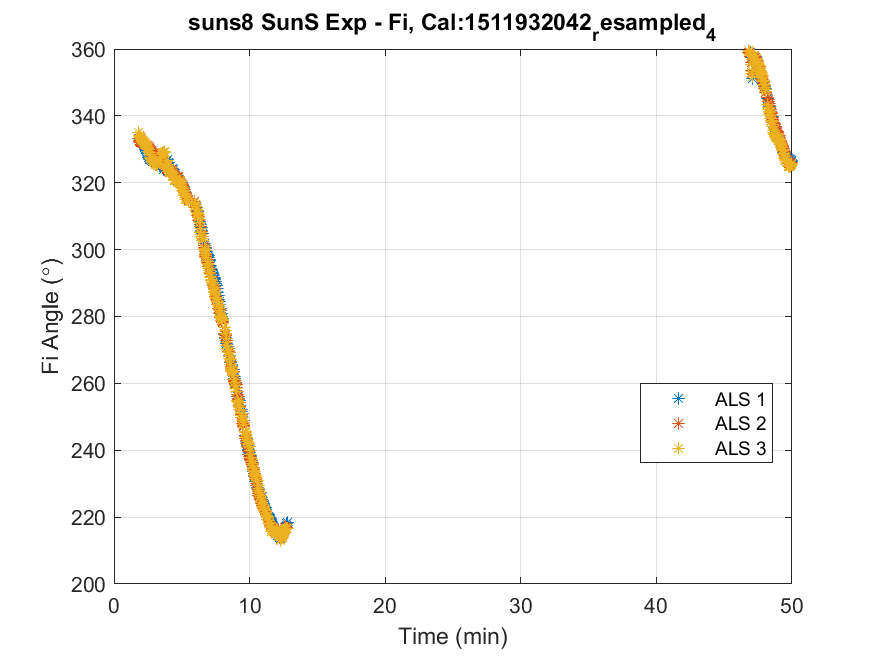 suns8 SunS Exp - Fi, Cal:1511932042_resampled_4
360
340
320
300
280
260
240
220
200
Fi Angle (°)
0 10 20 30 40 50
Time (min)
ALS 1
ALS 2
ALS 3